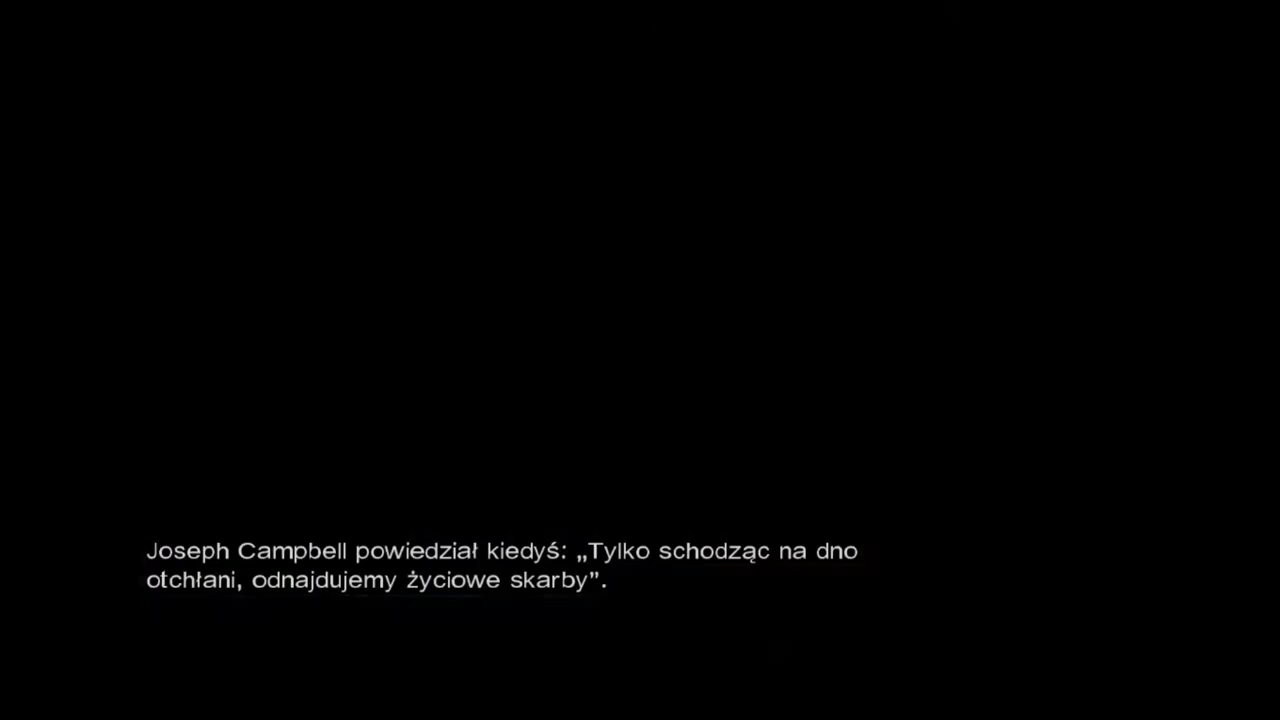 Joseph Campbell powiedział kiedyś: „Tylko schodząc na dno
otchłani, odnajdujemy życiowe skarby”.